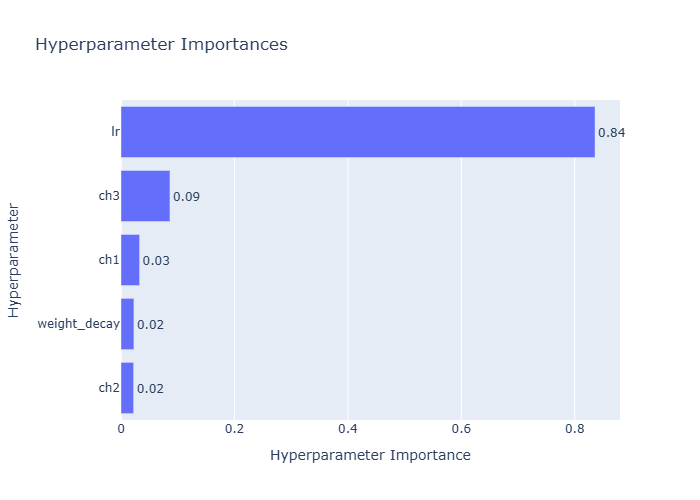 Hyperparameter Importances
lr
0.84
ch3
0.09
ch1
0.03
weight_decay
0.02
ch2
0.02
0
0.2
0.4
0.6
0.8
Hyperparameter Importance
Hyperparameter